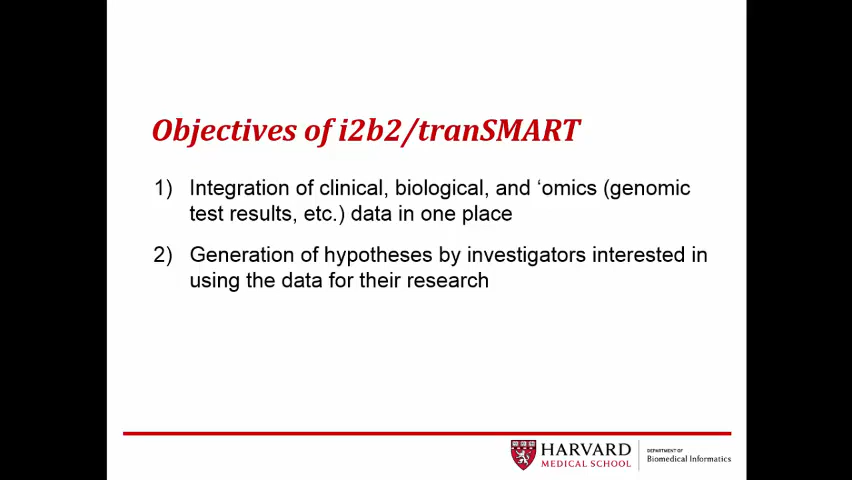 Objectives of i2b2/tranSMART
1) Integration of clinical, biological, and ‘omics (genomic
test results, etc.) data in one place
2) Generation of hypotheses by investigators interested in
using the data for their research
HARVARD
MEDICAL SCHOOL
DEPARTMENT OF
Biomedical Informatics